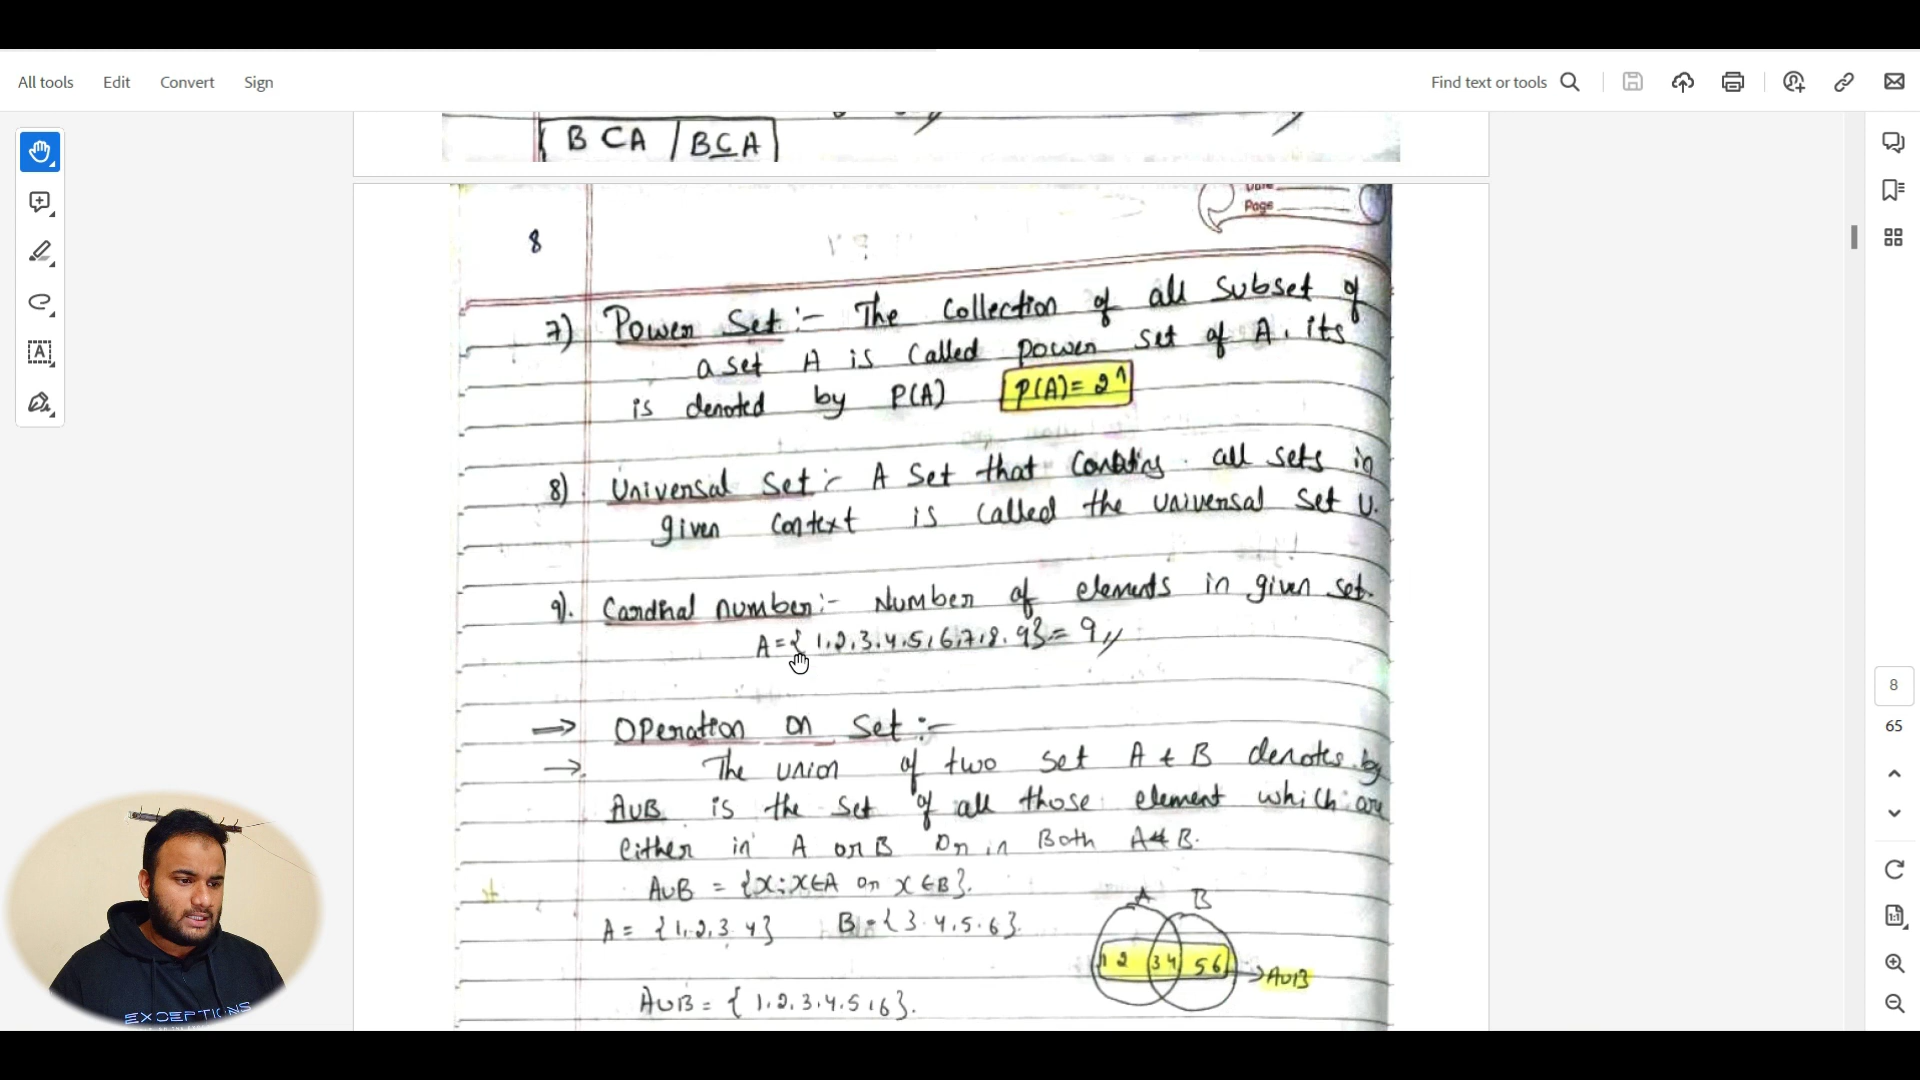 All tools Edit Convert Sign Find text or tools
B CA / BCA
Date
Page
8
7) Power Set :- The Collection of all Subset of
a set A is Called power set of A. its
is denoted by P(A) P(A)= 2^
8) Universal Set :- A Set that all sets in
given Context is called the universal Set U.
9). Cardinal number :- Number of elements in given set.
A = { 1,2,3,4,5,6,7,8,9} = 9
8
65
→ Operation on Set :-
→ The union of two set A & B denotes by
AUB is the set of all those element which are
either in A or B Or in Both A & B.
AUB = {x : x∈A or x∈B}.
A B
A = {1,2,3,4} B = {3,4,5,6}.
1 2 3 4 5 6 → AUB
AUB = { 1,2,3,4,5,6}.
EXCEPTIONS